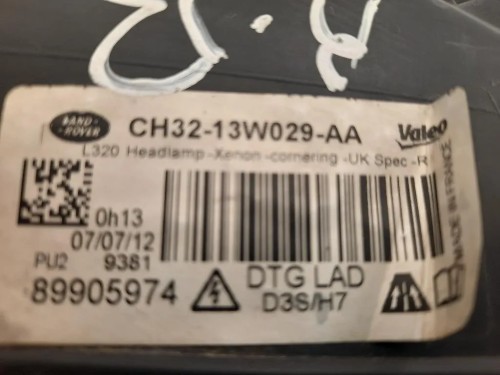 LAND ROVER
CH32-13W029-AA Valeo
L320 Headlamp -Xenon -cornering -UK Spec -R
0h13
07/07/12
PU2 9381
89905974
DTG LAD
D3S/H7
MADE IN FRANCE